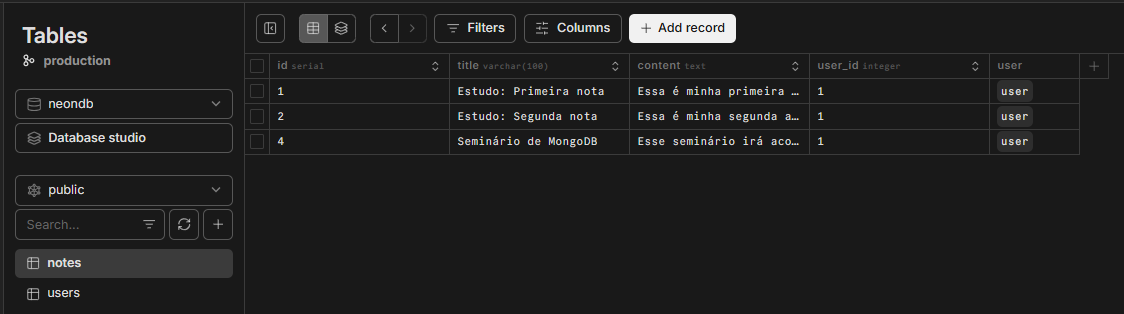 Tables
production
neondb
Database studio
public
Search...
notes
users
Filters
Columns
Add record
id serial title varchar(100) content text user_id integer user
1 Estudo: Primeira nota Essa é minha primeira … 1 user
2 Estudo: Segunda nota Essa é minha segunda a… 1 user
4 Seminário de MongoDB Esse seminário irá aco… 1 user